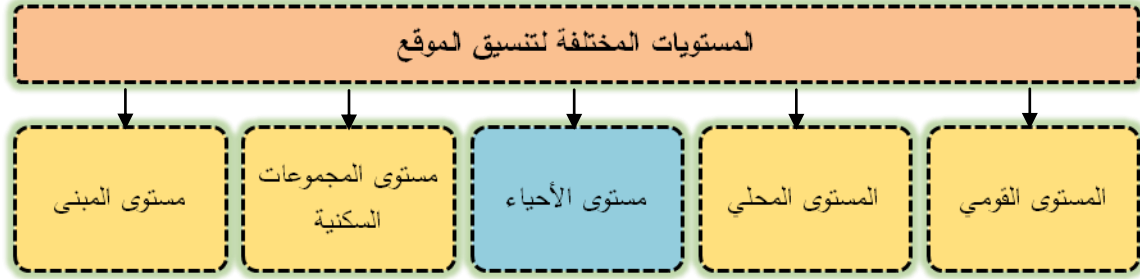 المستويات المختلفة لتنسيق الموقع
المستوى القومي
المستوى المحلي
مستوى الأحياء
مستوى المجموعات
السكنية
مستوى المبنى